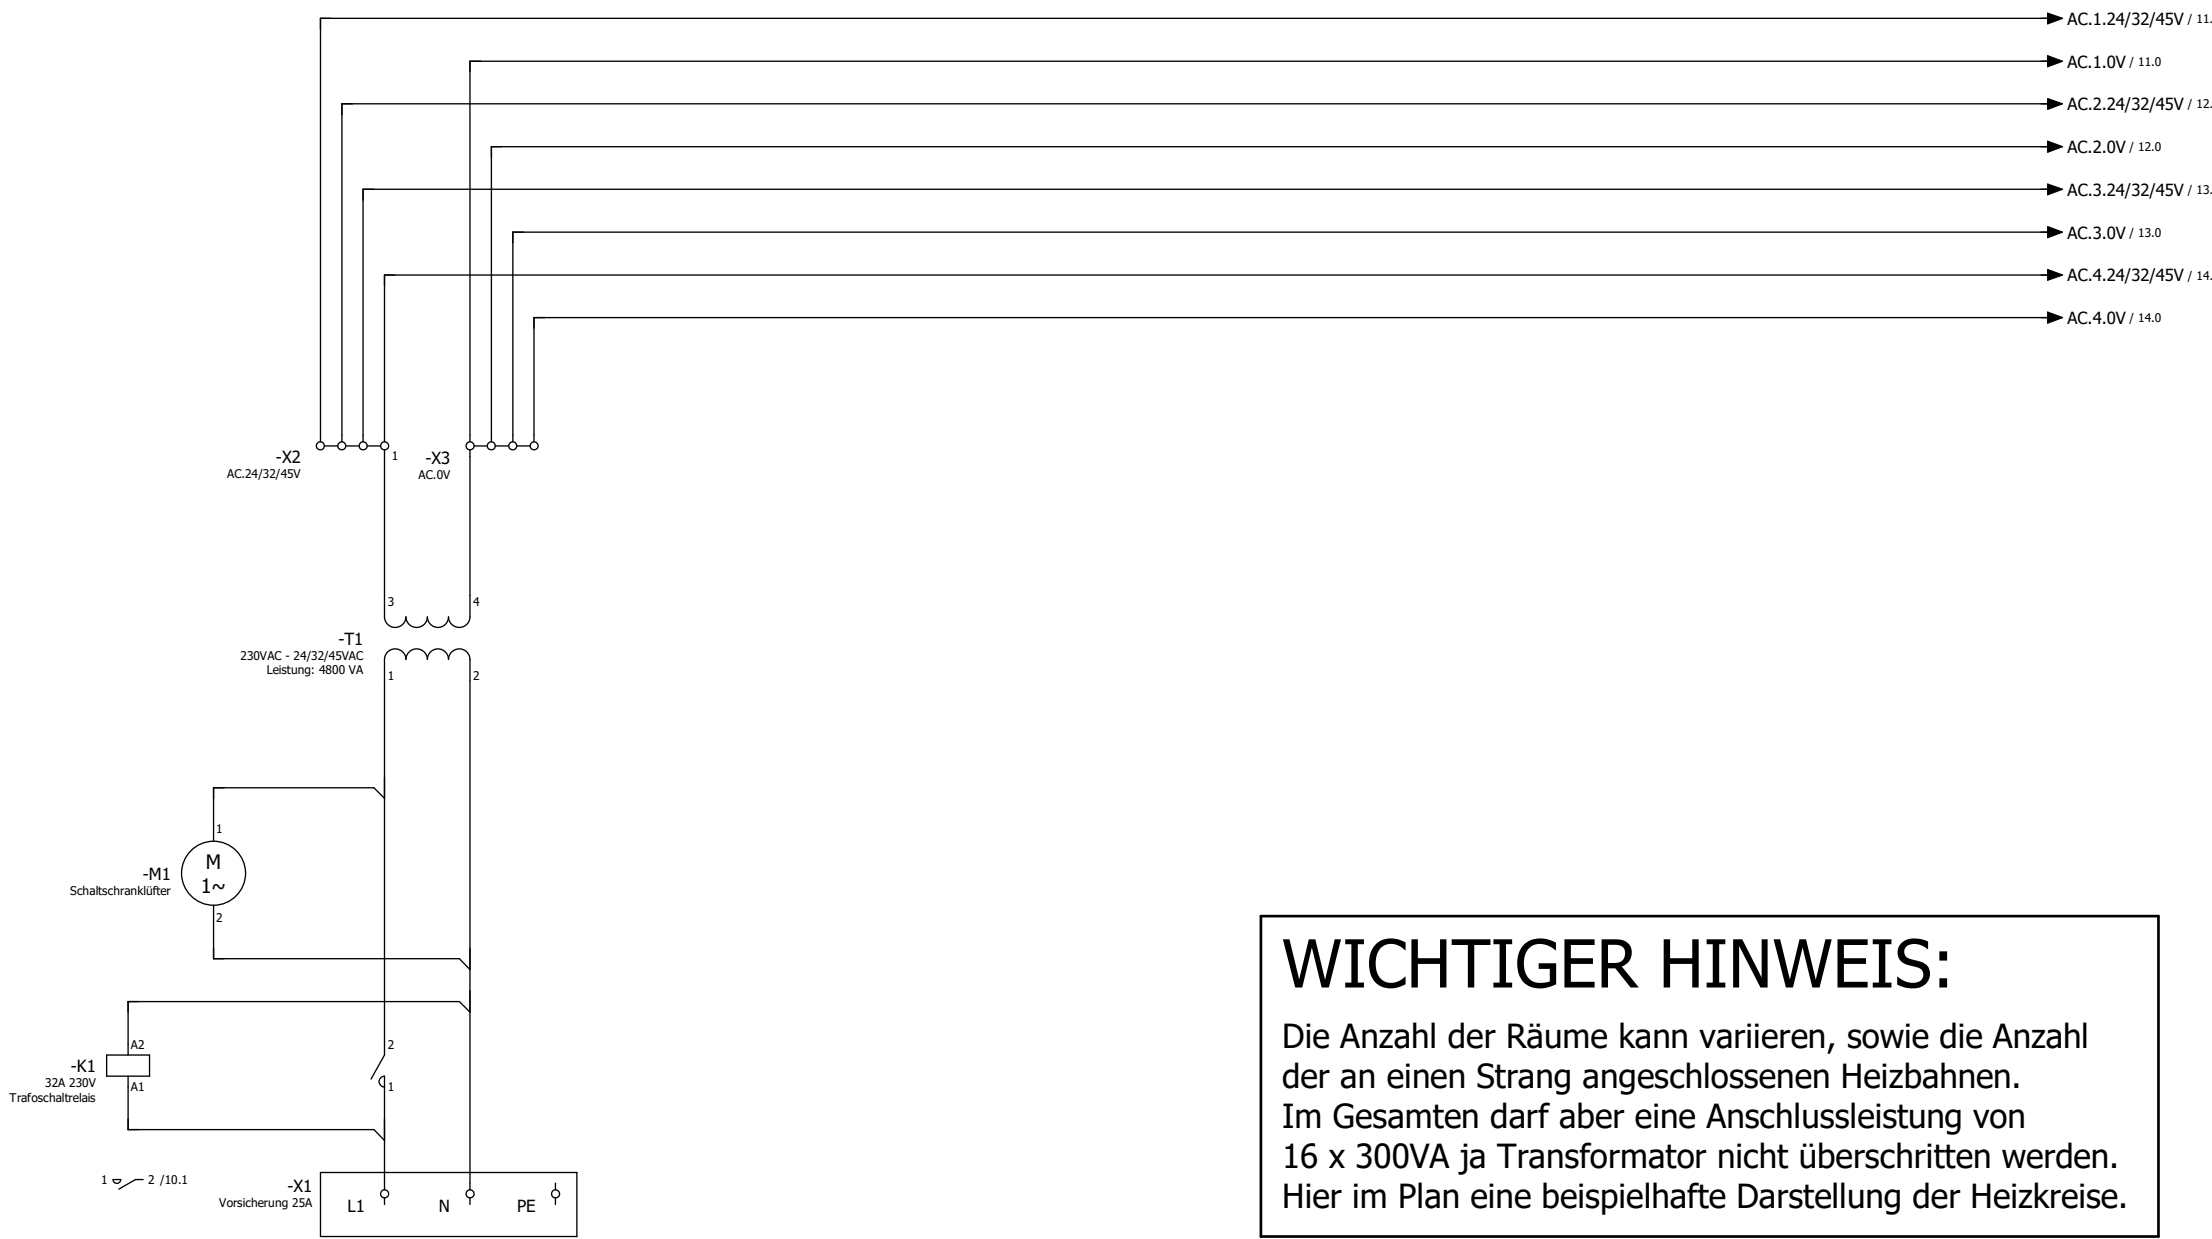 AC.1.24/32/45V / 11.
AC.1.0V / 11.0
AC.2.24/32/45V / 12.
AC.2.0V / 12.0
AC.3.24/32/45V / 13.
AC.3.0V / 13.0
AC.4.24/32/45V / 14.
AC.4.0V / 14.0
-X2
AC.24/32/45V
1
-X3
AC.0V
3
4
-T1
230VAC - 24/32/45VAC
Leistung: 4800 VA
1
2
1
-M1
Schaltschranklüfter
M
1~
2
A2
-K1
32A 230V
Trafoschaltrelais
A1
2
1
1 2 /10.1
-X1
Vorsicherung 25A
L1 N PE
WICHTIGER HINWEIS:
Die Anzahl der Räume kann variieren, sowie die Anzahl
der an einen Strang angeschlossenen Heizbahnen.
Im Gesamten darf aber eine Anschlussleistung von
16 x 300VA ja Transformator nicht überschritten werden.
Hier im Plan eine beispielhafte Darstellung der Heizkreise.